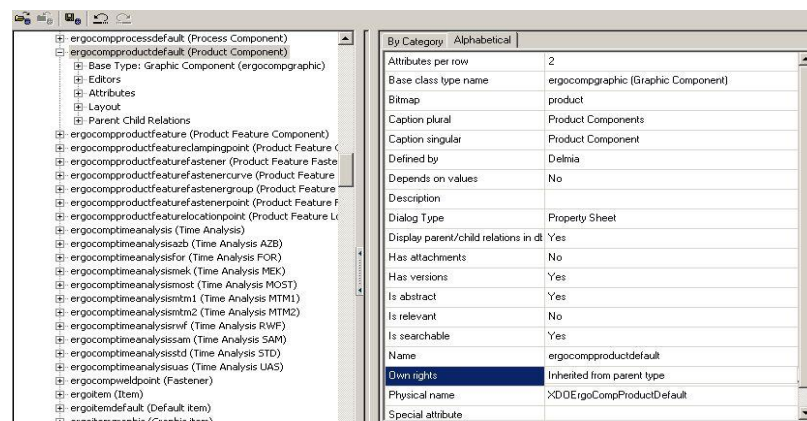 ergocompprocessdefault (Process Component)
ergocompproductdefault (Product Component)
Base Type: Graphic Component (ergocompgraphic)
Editors
Attributes
Layout
Parent Child Relations
ergocompproductfeature (Product Feature Component)
ergocompproductfeatureclampingpoint (Product Feature
ergocompproductfeaturefastener (Product Feature Faste
ergocompproductfeaturefastenercurve (Product Feature
ergocompproductfeaturefastenergroup (Product Feature
ergocompproductfeaturefastenerpoint (Product Feature F
ergocompproductfeaturelocationpoint (Product Feature Lo
ergocomptimeanalysis (Time Analysis)
ergocomptimeanalysisazb (Time Analysis AZB)
ergocomptimeanalysisfor (Time Analysis FOR)
ergocomptimeanalysismek (Time Analysis MEK)
ergocomptimeanalysismost (Time Analysis MOST)
ergocomptimeanalysismtm1 (Time Analysis MTM1)
ergocomptimeanalysismtm2 (Time Analysis MTM2)
ergocomptimeanalysisrwf (Time Analysis RWF)
ergocomptimeanalysissam (Time Analysis SAM)
ergocomptimeanalysisstd (Time Analysis STD)
ergocomptimeanalysisuas (Time Analysis UAS)
ergocompweldpoint (Fastener)
ergoitem (Item)
ergoitemdefault (Default item)
By Category Alphabetical
Attributes per row 2
Base class type name ergocompgraphic (Graphic Component)
Bitmap product
Caption plural Product Components
Caption singular Product Component
Defined by Delmia
Depends on values No
Description
Dialog Type Property Sheet
Display parent/child relations in dt Yes
Has attachments No
Has versions Yes
Is abstract Yes
Is relevant No
Is searchable Yes
Name ergocompproductdefault
Own rights Inherited from parent type
Physical name XDOErgoCompProductDefault
Special attribute